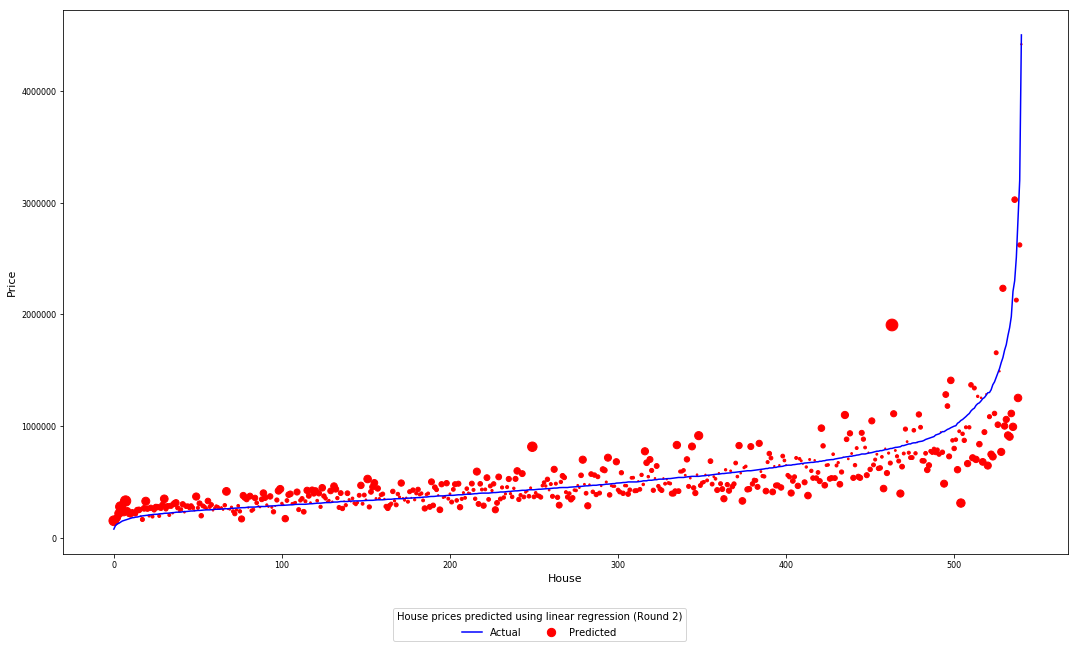 4000000
3000000
2000000
1000000
0
Price
0 100 200 300 400 500
House
House prices predicted using linear regression (Round 2)
Actual Predicted